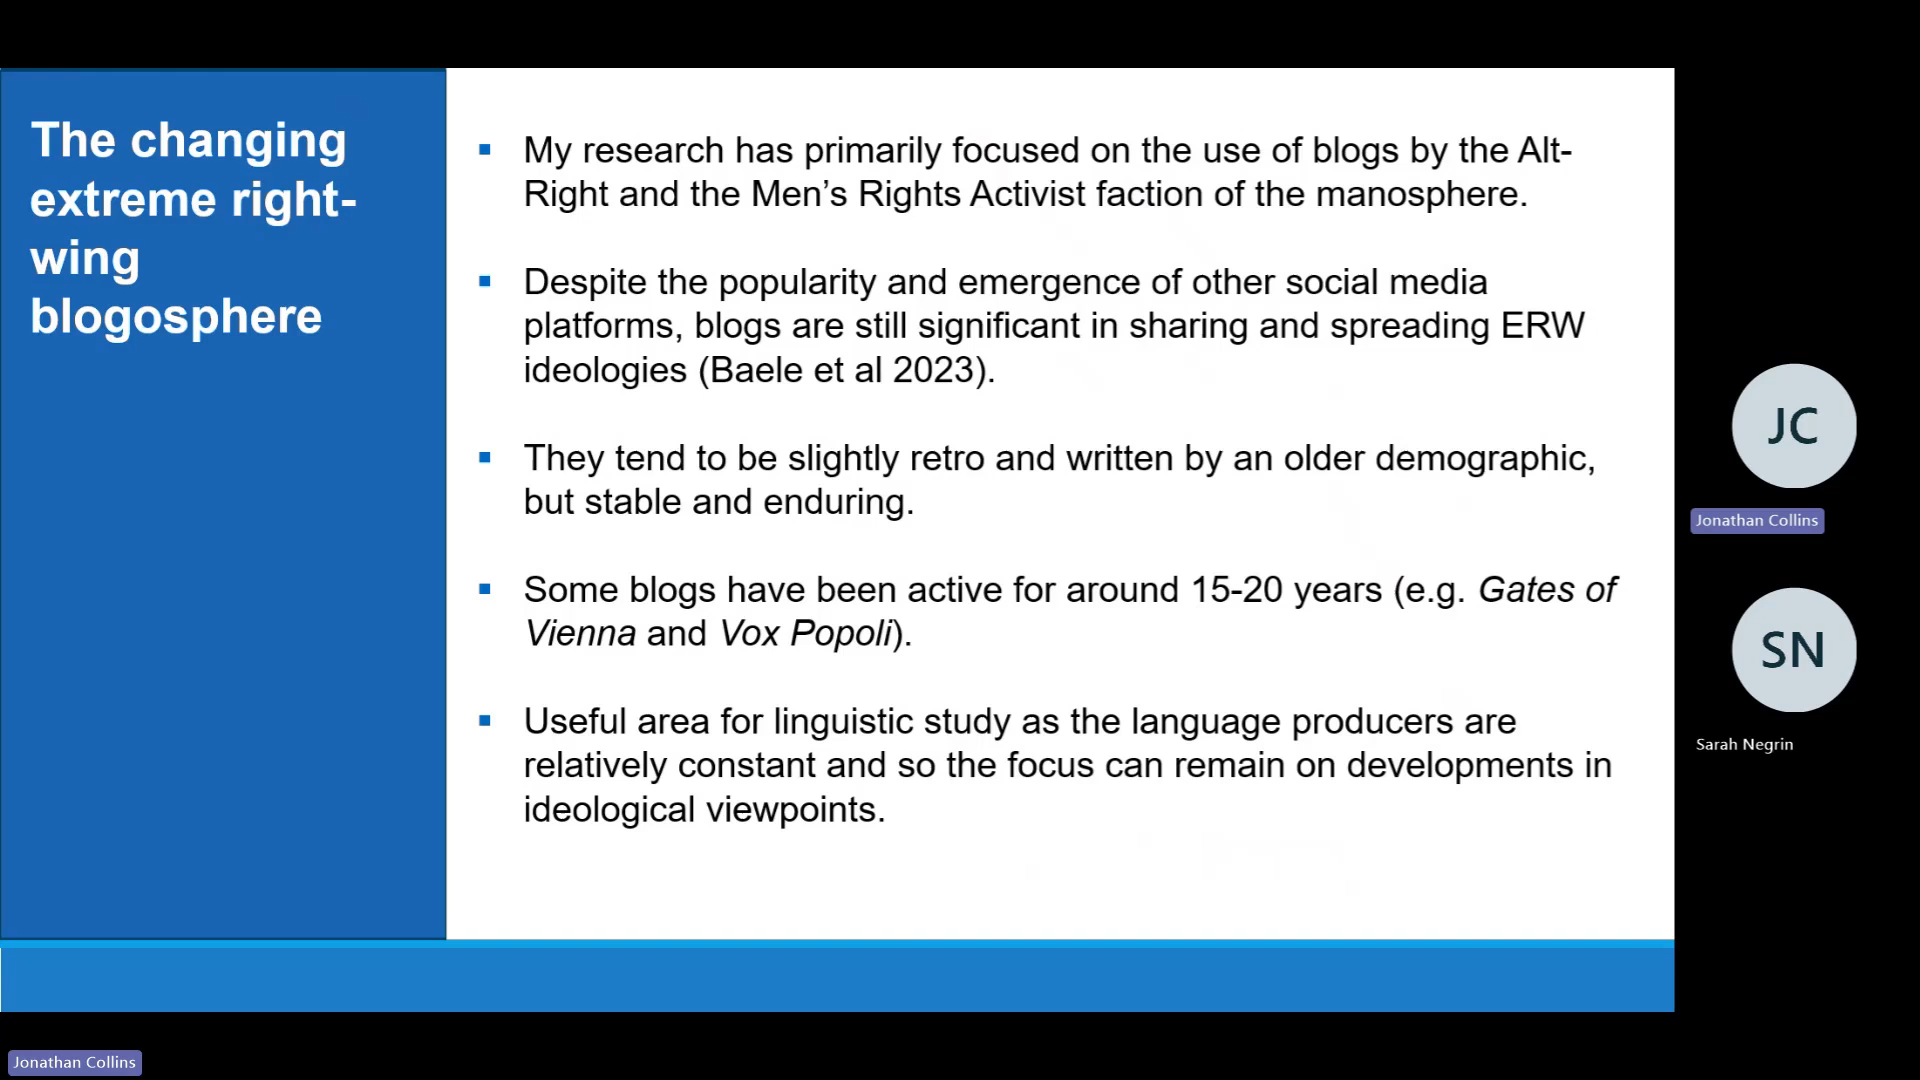 The changing
extreme right-
wing
blogosphere
My research has primarily focused on the use of blogs by the Alt-
Right and the Men’s Rights Activist faction of the manosphere.
Despite the popularity and emergence of other social media
platforms, blogs are still significant in sharing and spreading ERW
ideologies (Baele et al 2023).
They tend to be slightly retro and written by an older demographic,
but stable and enduring.
Some blogs have been active for around 15-20 years (e.g. Gates of
Vienna and Vox Popoli).
Useful area for linguistic study as the language producers are
relatively constant and so the focus can remain on developments in
ideological viewpoints.
JC
Jonathan Collins
SN
Sarah Negrin
Jonathan Collins